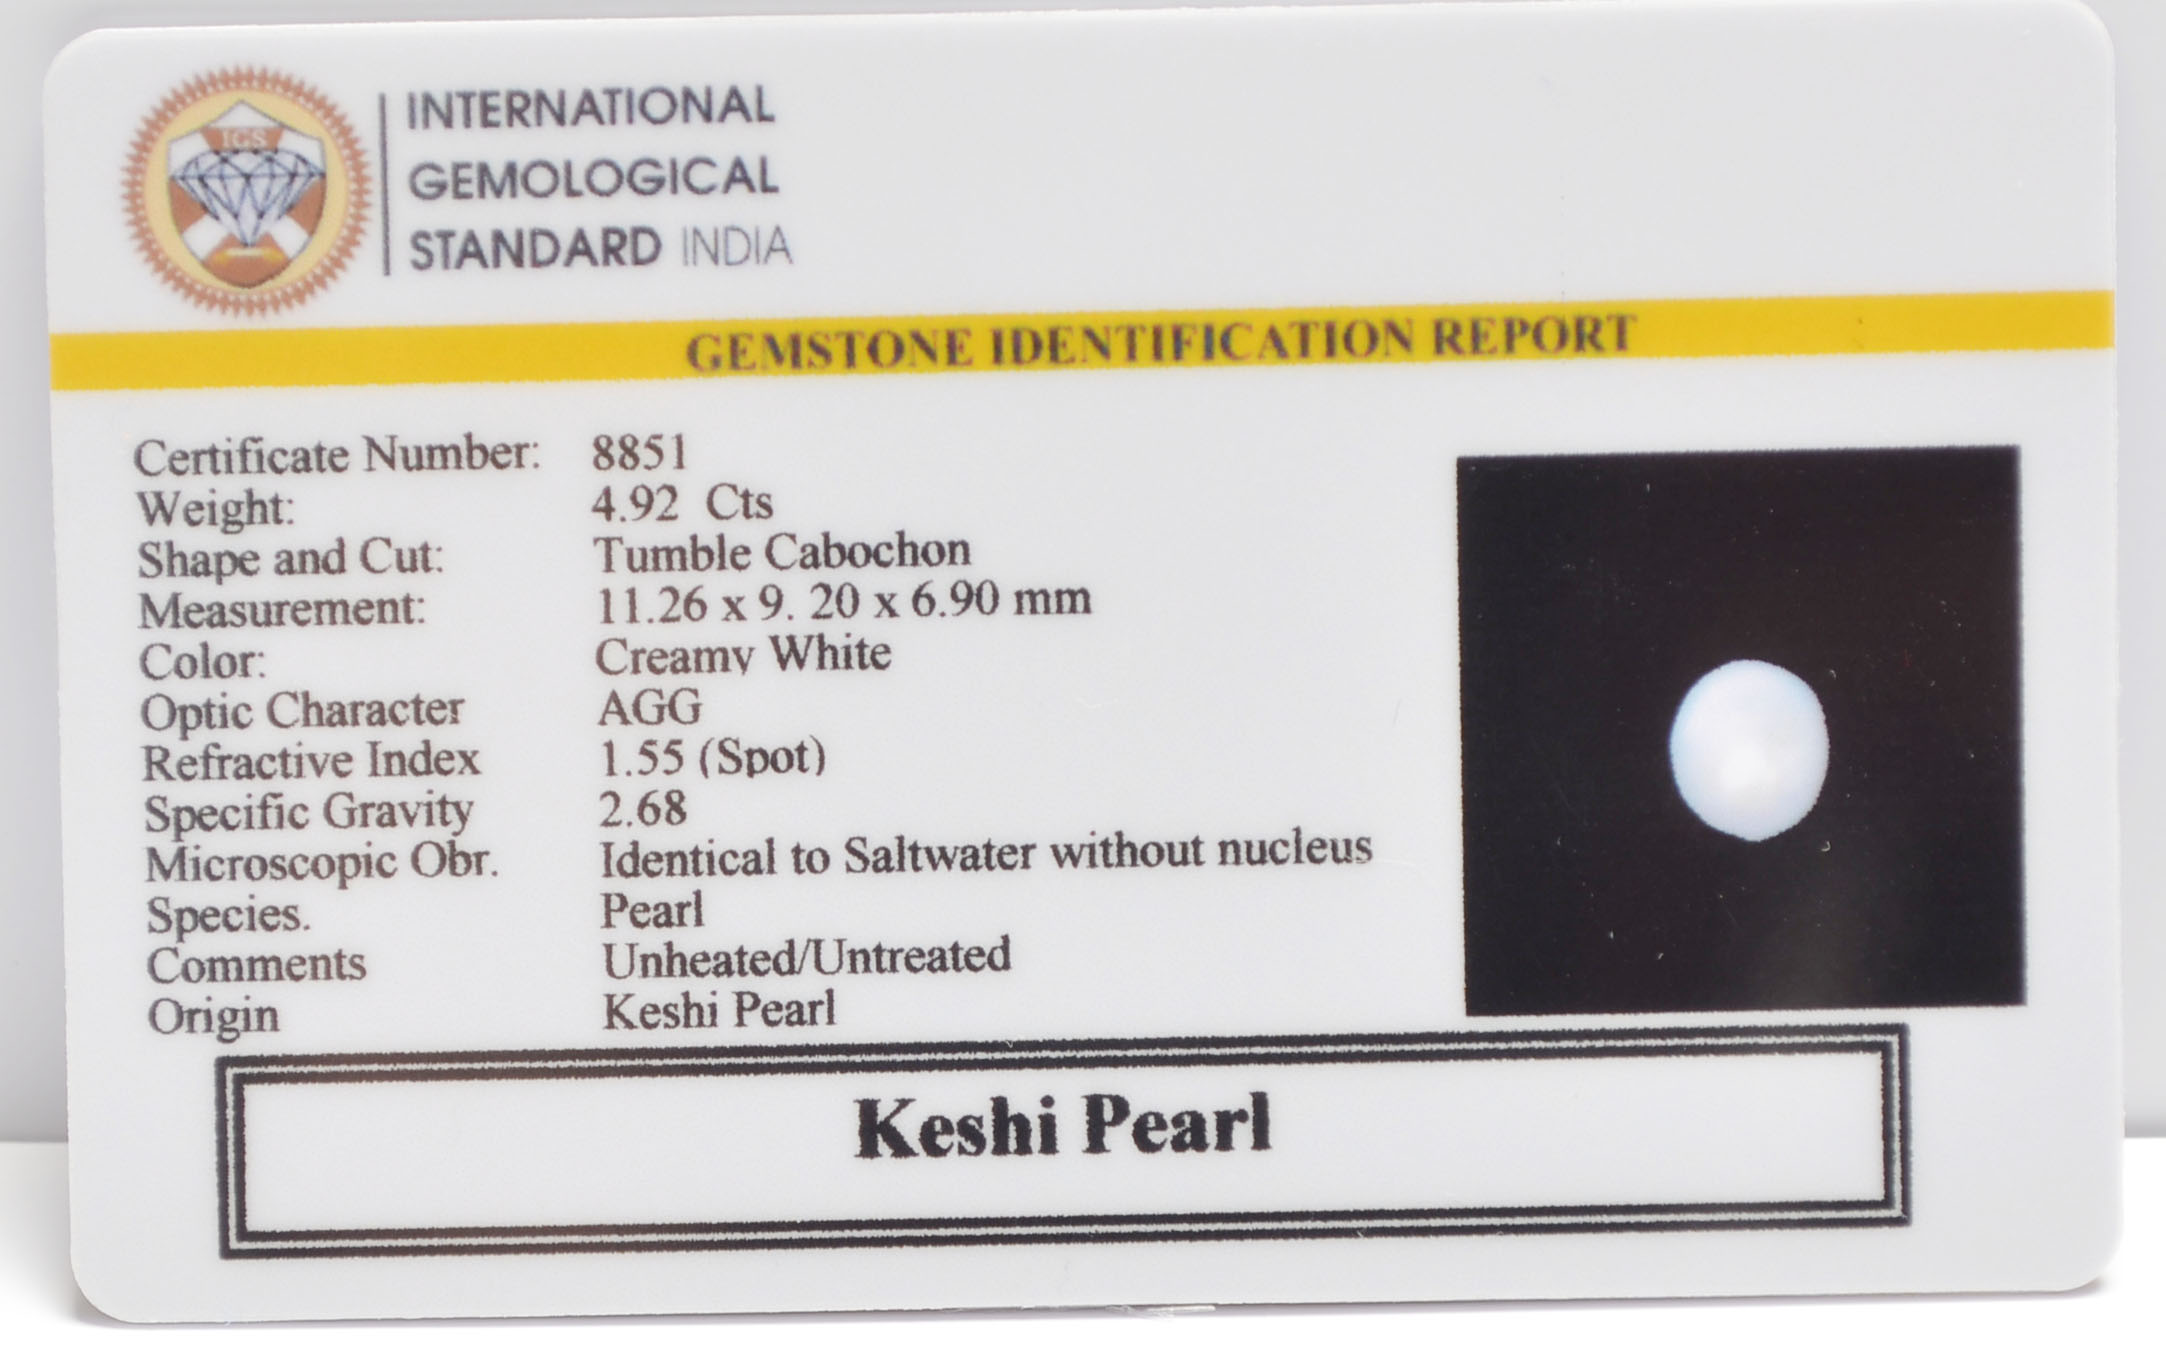 IGS
INTERNATIONAL
GEMOLOGICAL
STANDARD INDIA
GEMSTONE IDENTIFICATION REPORT
Certificate Number: 8851
Weight: 4.92 Cts
Shape and Cut: Tumble Cabochon
Measurement: 11.26 x 9. 20 x 6.90 mm
Color: Creamy White
Optic Character AGG
Refractive Index 1.55 (Spot)
Specific Gravity 2.68
Microscopic Obr. Identical to Saltwater without nucleus
Species. Pearl
Comments Unheated/Untreated
Origin Keshi Pearl
Keshi Pearl